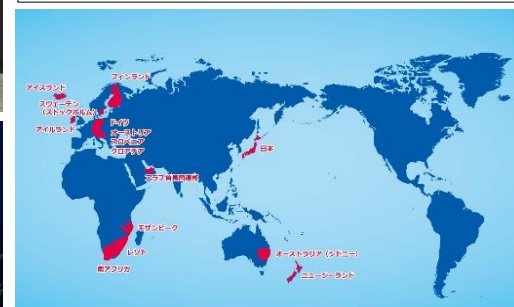 フィンランド
アイスランド
スウェーデン
(ストックホルム)
アイルランド
ドイツ
オーストリア
スロベニア
クロアチア
日本
アラブ首長国連邦
モザンビーク
レソト
南アフリカ
オーストラリア(シドニー)
ニュージーランド